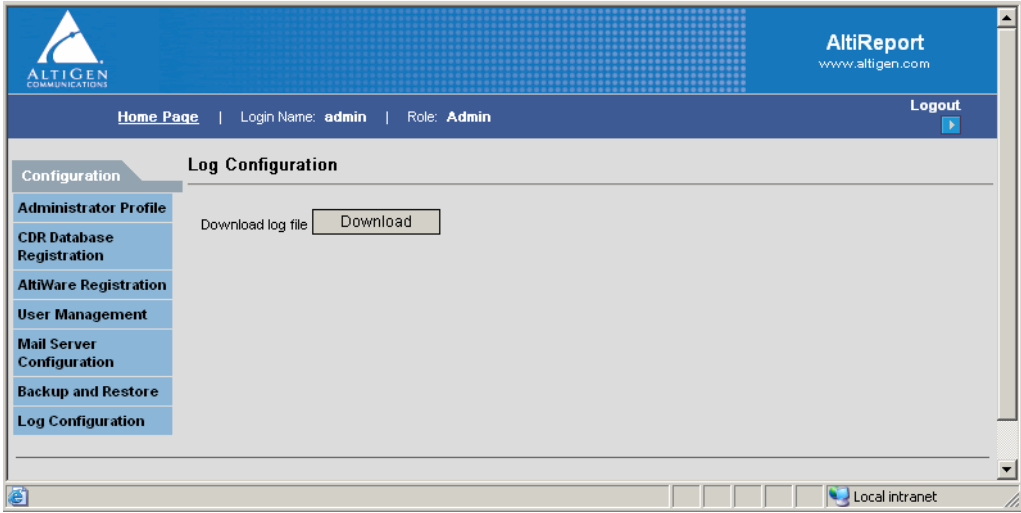 ALTIGEN
COMMUNICATIONS
AltiReport
www.altigen.com
Home Page | Login Name: admin | Role: Admin
Logout
Configuration
Administrator Profile
CDR Database
Registration
AltiWare Registration
User Management
Mail Server
Configuration
Backup and Restore
Log Configuration
Log Configuration
Download log file Download
Local intranet